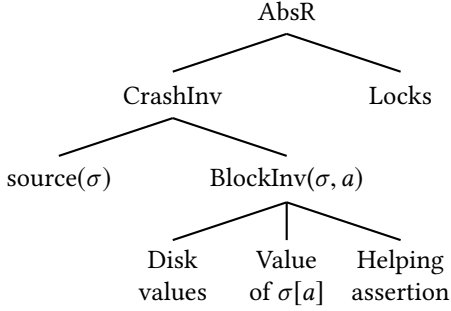 AbsR
CrashInv
Locks
source(σ)
BlockInv(σ, a)
Disk
values
Value
of σ[a]
Helping
assertion